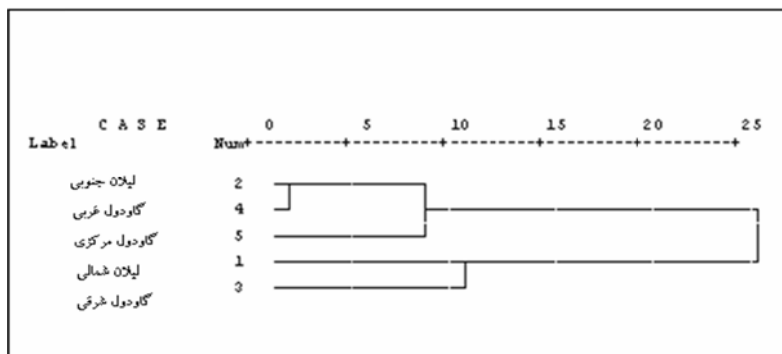 C A S E 0 5 10 15 20 25
Label Num +---------+---------+---------+---------+---------+
لیلان جنوبی 2
گاودول غربی 4
گاودول مرکزی 5
لیلان شمالی 1
گاودول شرقی 3